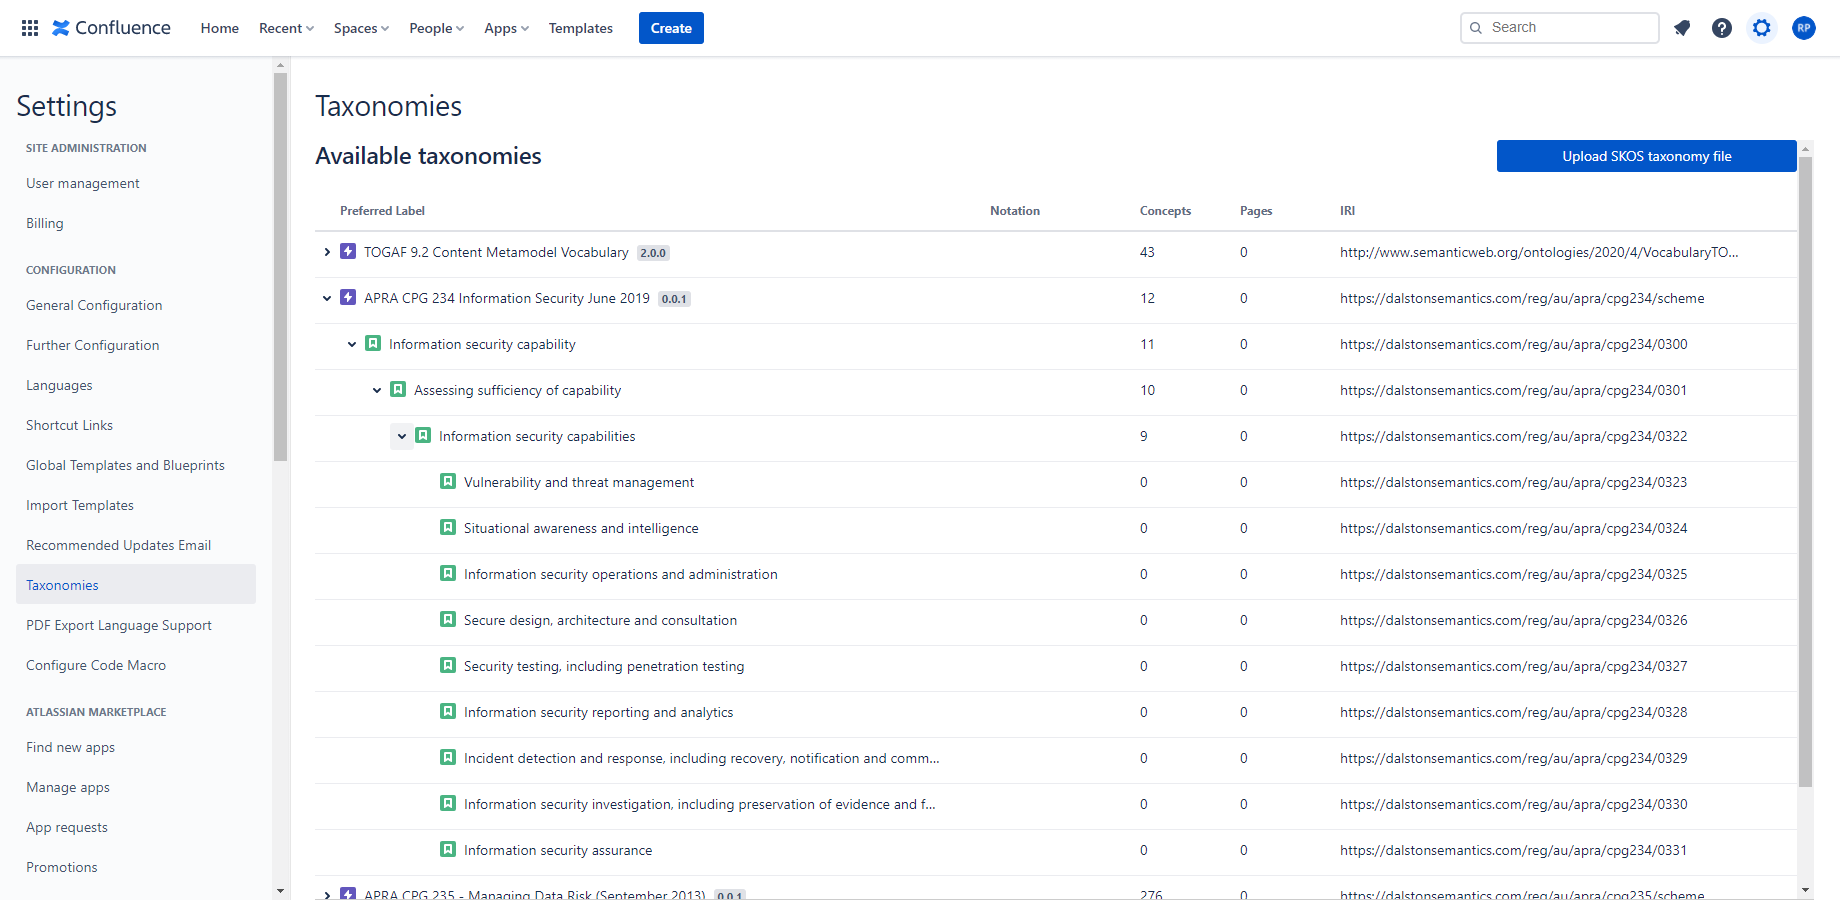 Confluence Home Recent Spaces People Apps Templates Create Search RP
Settings
SITE ADMINISTRATION
User management
Billing
CONFIGURATION
General Configuration
Further Configuration
Languages
Shortcut Links
Global Templates and Blueprints
Import Templates
Recommended Updates Email
Taxonomies
PDF Export Language Support
Configure Code Macro
ATLASSIAN MARKETPLACE
Find new apps
Manage apps
App requests
Promotions
Taxonomies
Available taxonomies Upload SKOS taxonomy file
Preferred Label Notation Concepts Pages IRI
TOGAF 9.2 Content Metamodel Vocabulary 2.0.0 43 0 http://www.semanticweb.org/ontologies/2020/4/VocabularyTO...
APRA CPG 234 Information Security June 2019 0.0.1 12 0 https://dalstonsemantics.com/reg/au/apra/cpg234/scheme
Information security capability 11 0 https://dalstonsemantics.com/reg/au/apra/cpg234/0300
Assessing sufficiency of capability 10 0 https://dalstonsemantics.com/reg/au/apra/cpg234/0301
Information security capabilities 9 0 https://dalstonsemantics.com/reg/au/apra/cpg234/0322
Vulnerability and threat management 0 0 https://dalstonsemantics.com/reg/au/apra/cpg234/0323
Situational awareness and intelligence 0 0 https://dalstonsemantics.com/reg/au/apra/cpg234/0324
Information security operations and administration 0 0 https://dalstonsemantics.com/reg/au/apra/cpg234/0325
Secure design, architecture and consultation 0 0 https://dalstonsemantics.com/reg/au/apra/cpg234/0326
Security testing, including penetration testing 0 0 https://dalstonsemantics.com/reg/au/apra/cpg234/0327
Information security reporting and analytics 0 0 https://dalstonsemantics.com/reg/au/apra/cpg234/0328
Incident detection and response, including recovery, notification and comm... 0 0 https://dalstonsemantics.com/reg/au/apra/cpg234/0329
Information security investigation, including preservation of evidence and f... 0 0 https://dalstonsemantics.com/reg/au/apra/cpg234/0330
Information security assurance 0 0 https://dalstonsemantics.com/reg/au/apra/cpg234/0331
APRA CPG 235 - Managing Data Risk (September 2013) 0.0.1 276 0 https://dalstonsemantics.com/reg/au/apra/cpg235/scheme